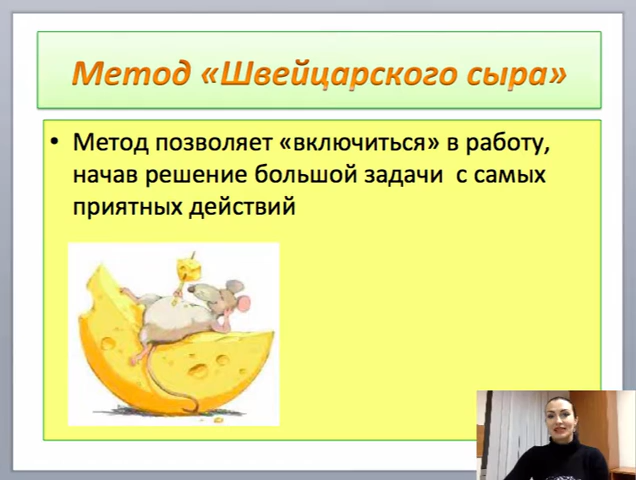 Метод «Швейцарского сыра»
• Метод позволяет «включиться» в работу,
начав решение большой задачи с самых
приятных действий